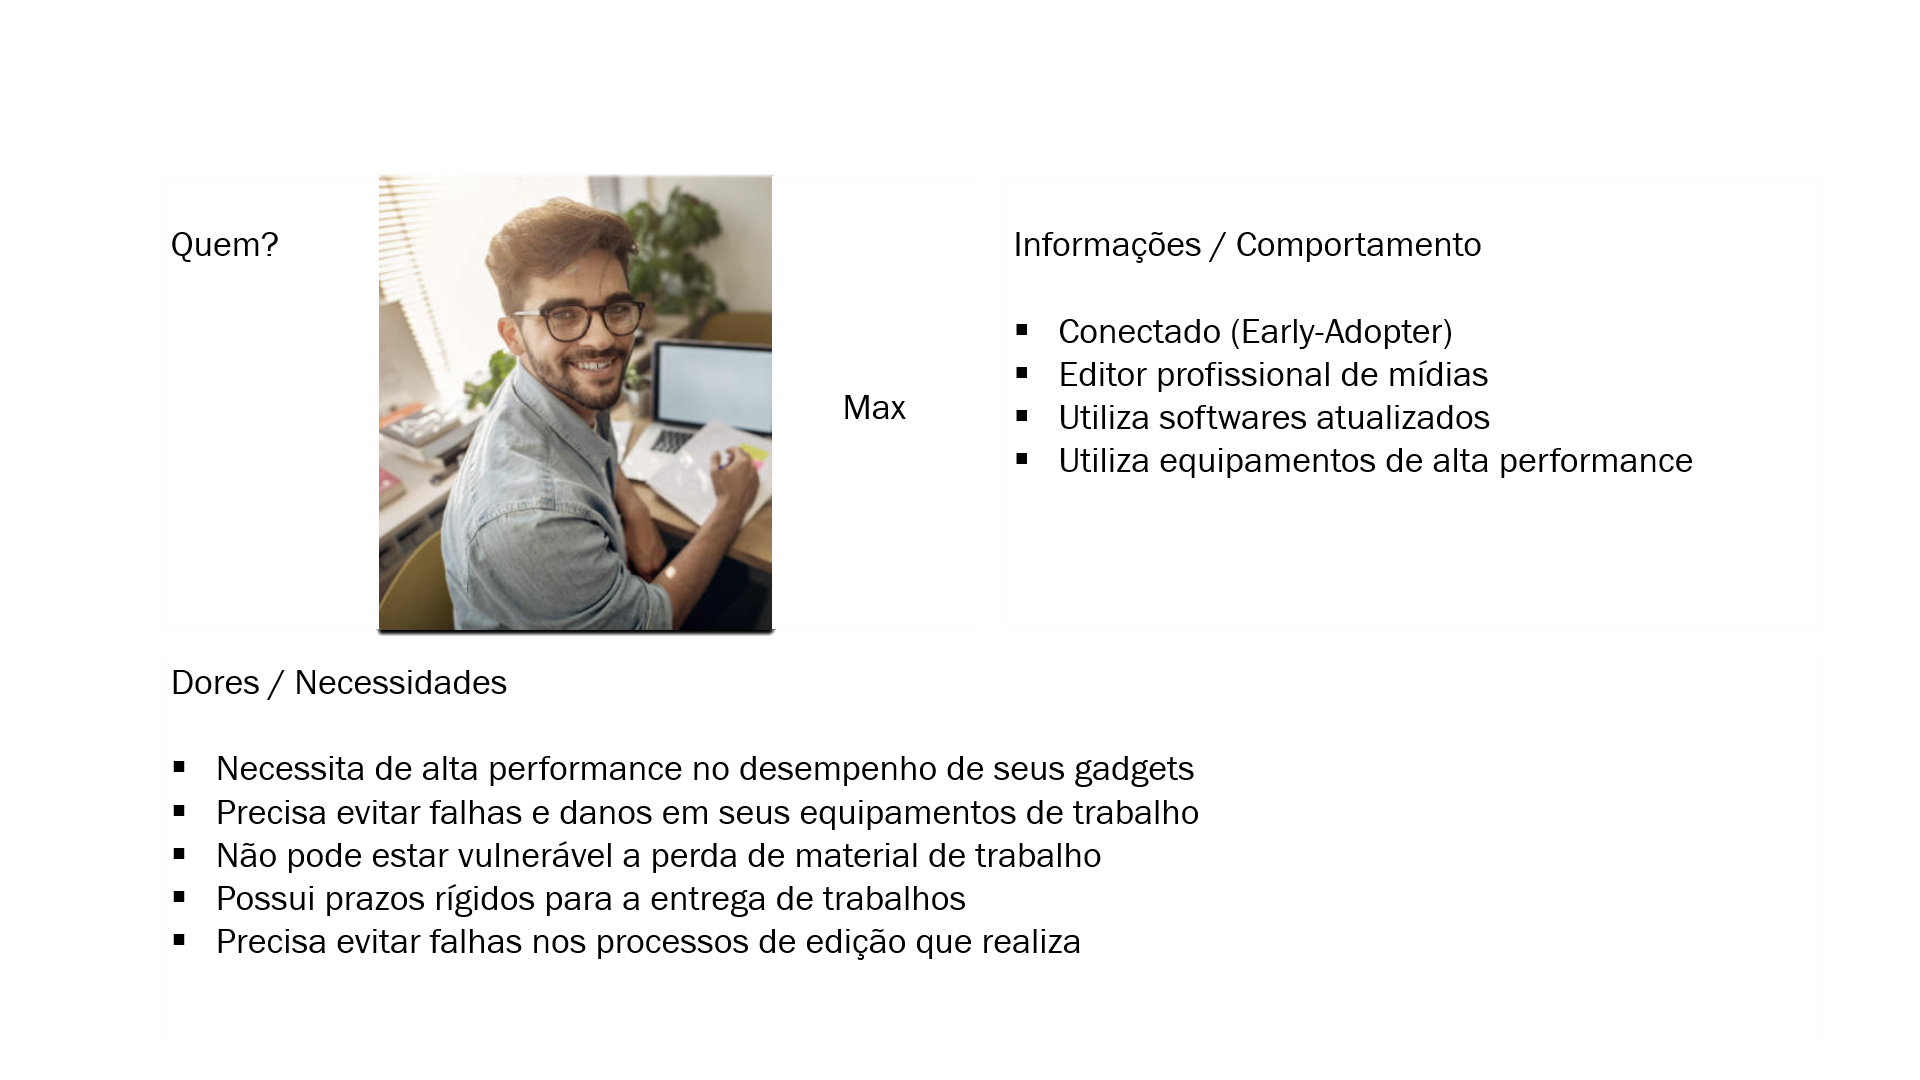 Quem?
Max
Informações / Comportamento
▪ Conectado (Early-Adopter)
▪ Editor profissional de mídias
▪ Utiliza softwares atualizados
▪ Utiliza equipamentos de alta performance
Dores / Necessidades
▪ Necessita de alta performance no desempenho de seus gadgets
▪ Precisa evitar falhas e danos em seus equipamentos de trabalho
▪ Não pode estar vulnerável a perda de material de trabalho
▪ Possui prazos rígidos para a entrega de trabalhos
▪ Precisa evitar falhas nos processos de edição que realiza